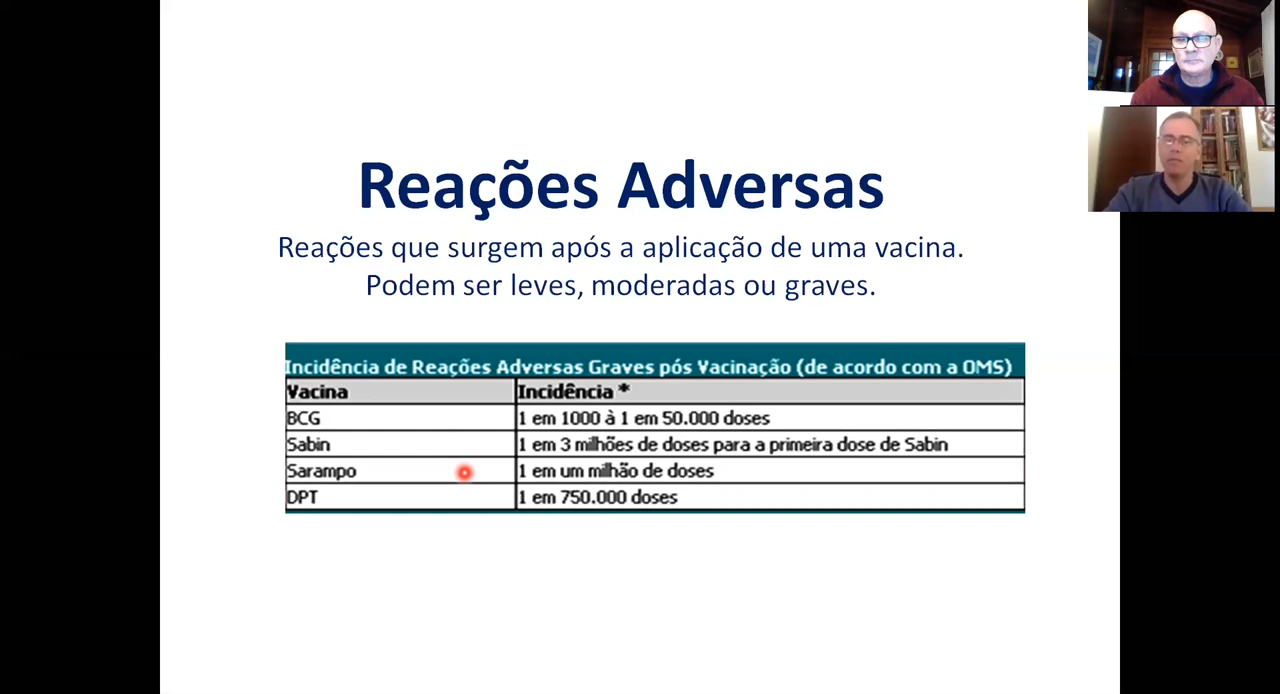 Reações Adversas
Reações que surgem após a aplicação de uma vacina.
Podem ser leves, moderadas ou graves.
Incidência de Reações Adversas Graves pós Vacinação (de acordo com a OMS)
Vacina Incidência *
BCG 1 em 1000 à 1 em 50.000 doses
Sabin 1 em 3 milhões de doses para a primeira dose de Sabin
Sarampo 1 em um milhão de doses
DPT 1 em 750.000 doses